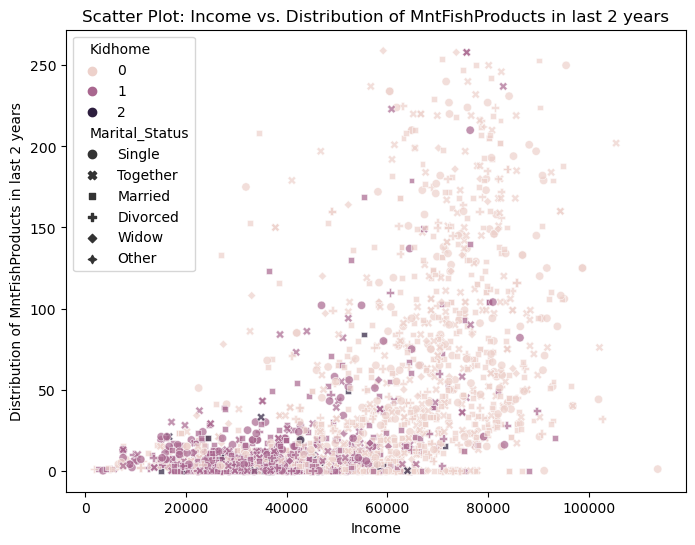 Scatter Plot: Income vs. Distribution of MntFishProducts in last 2 years
Distribution of MntFishProducts in last 2 years
250
200
150
100
50
0
Kidhome
0
1
2
Marital_Status
Single
Together
Married
Divorced
Widow
Other
0 20000 40000 60000 80000 100000
Income